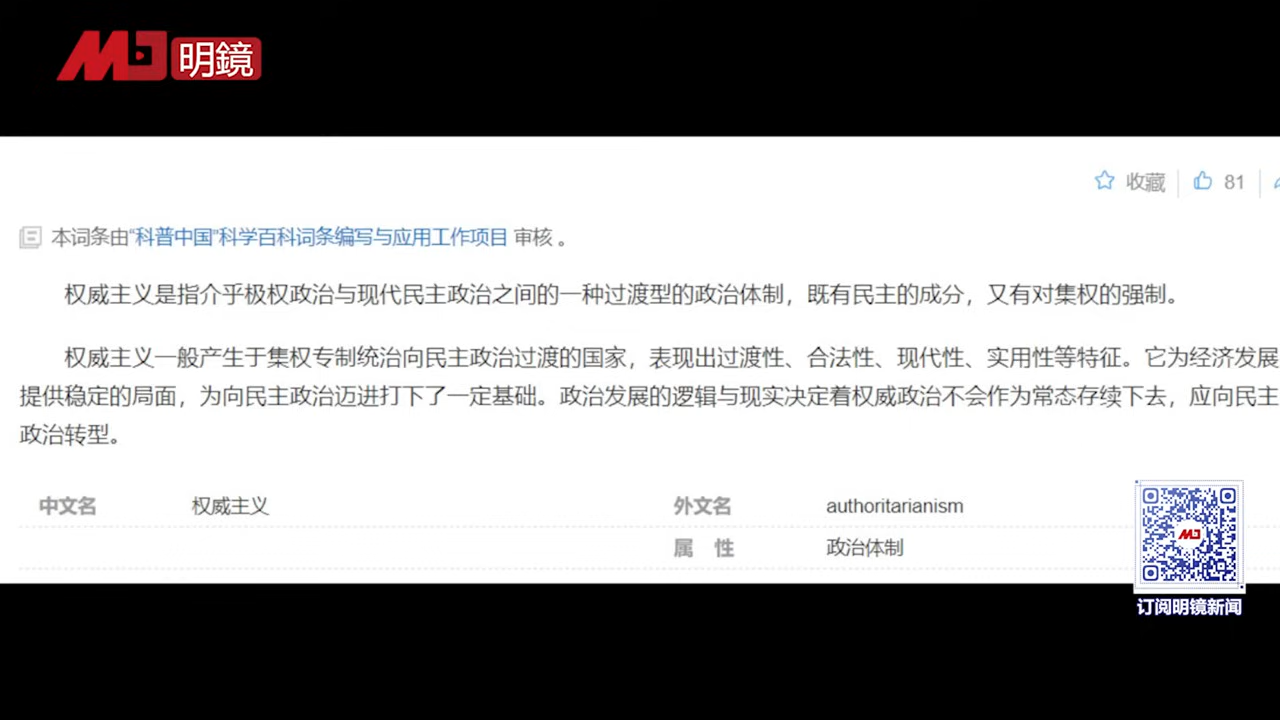 MJ 明鏡
收藏 81
本词条由“科普中国”科学百科词条编写与应用工作项目 审核 。
权威主义是指介乎极权政治与现代民主政治之间的一种过渡型的政治体制，既有民主的成分，又有对集权的强制。
权威主义一般产生于集权专制统治向民主政治过渡的国家，表现出过渡性、合法性、现代性、实用性等特征。它为经济发展
提供稳定的局面，为向民主政治迈进打下了一定基础。政治发展的逻辑与现实决定着权威政治不会作为常态存续下去，应向民主
政治转型。
中文名 权威主义 外文名 authoritarianism
属 性 政治体制
MJ
订阅明镜新闻